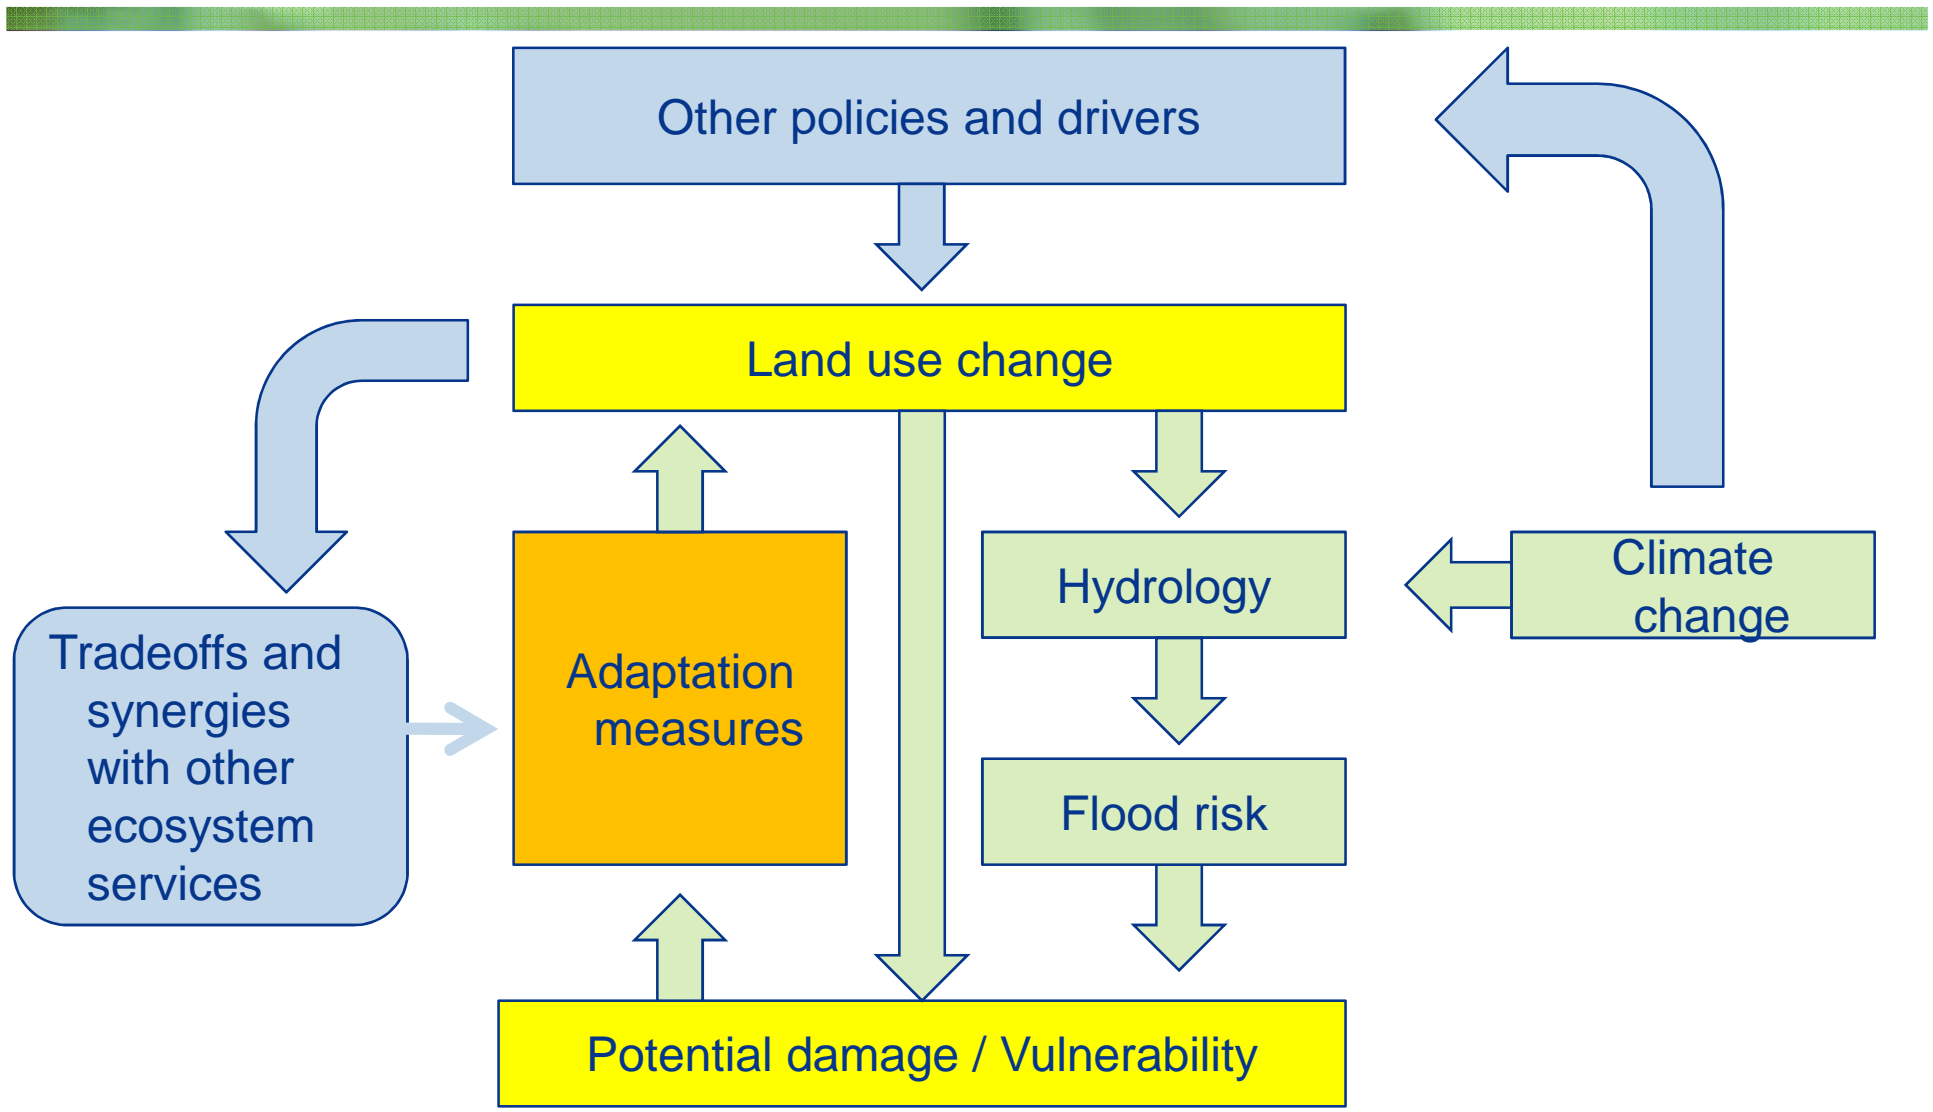 Other policies and drivers
Land use change
Climate
change
Hydrology
Tradeoffs and
synergies
with other
ecosystem
services
Adaptation
measures
Flood risk
Potential damage / Vulnerability